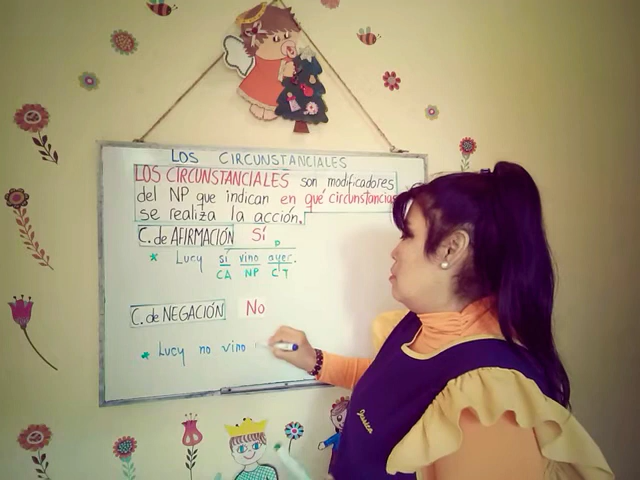 LOS CIRCUNSTANCIALES
LOS CIRCUNSTANCIALES son modificadores
del NP que indican en qué circunstancias
se realiza la acción.
C. de AFIRMACIÓN Sí
P
* Lucy sí vino ayer.
CA NP CT
C. de NEGACIÓN No
* Lucy no vino
Jessica